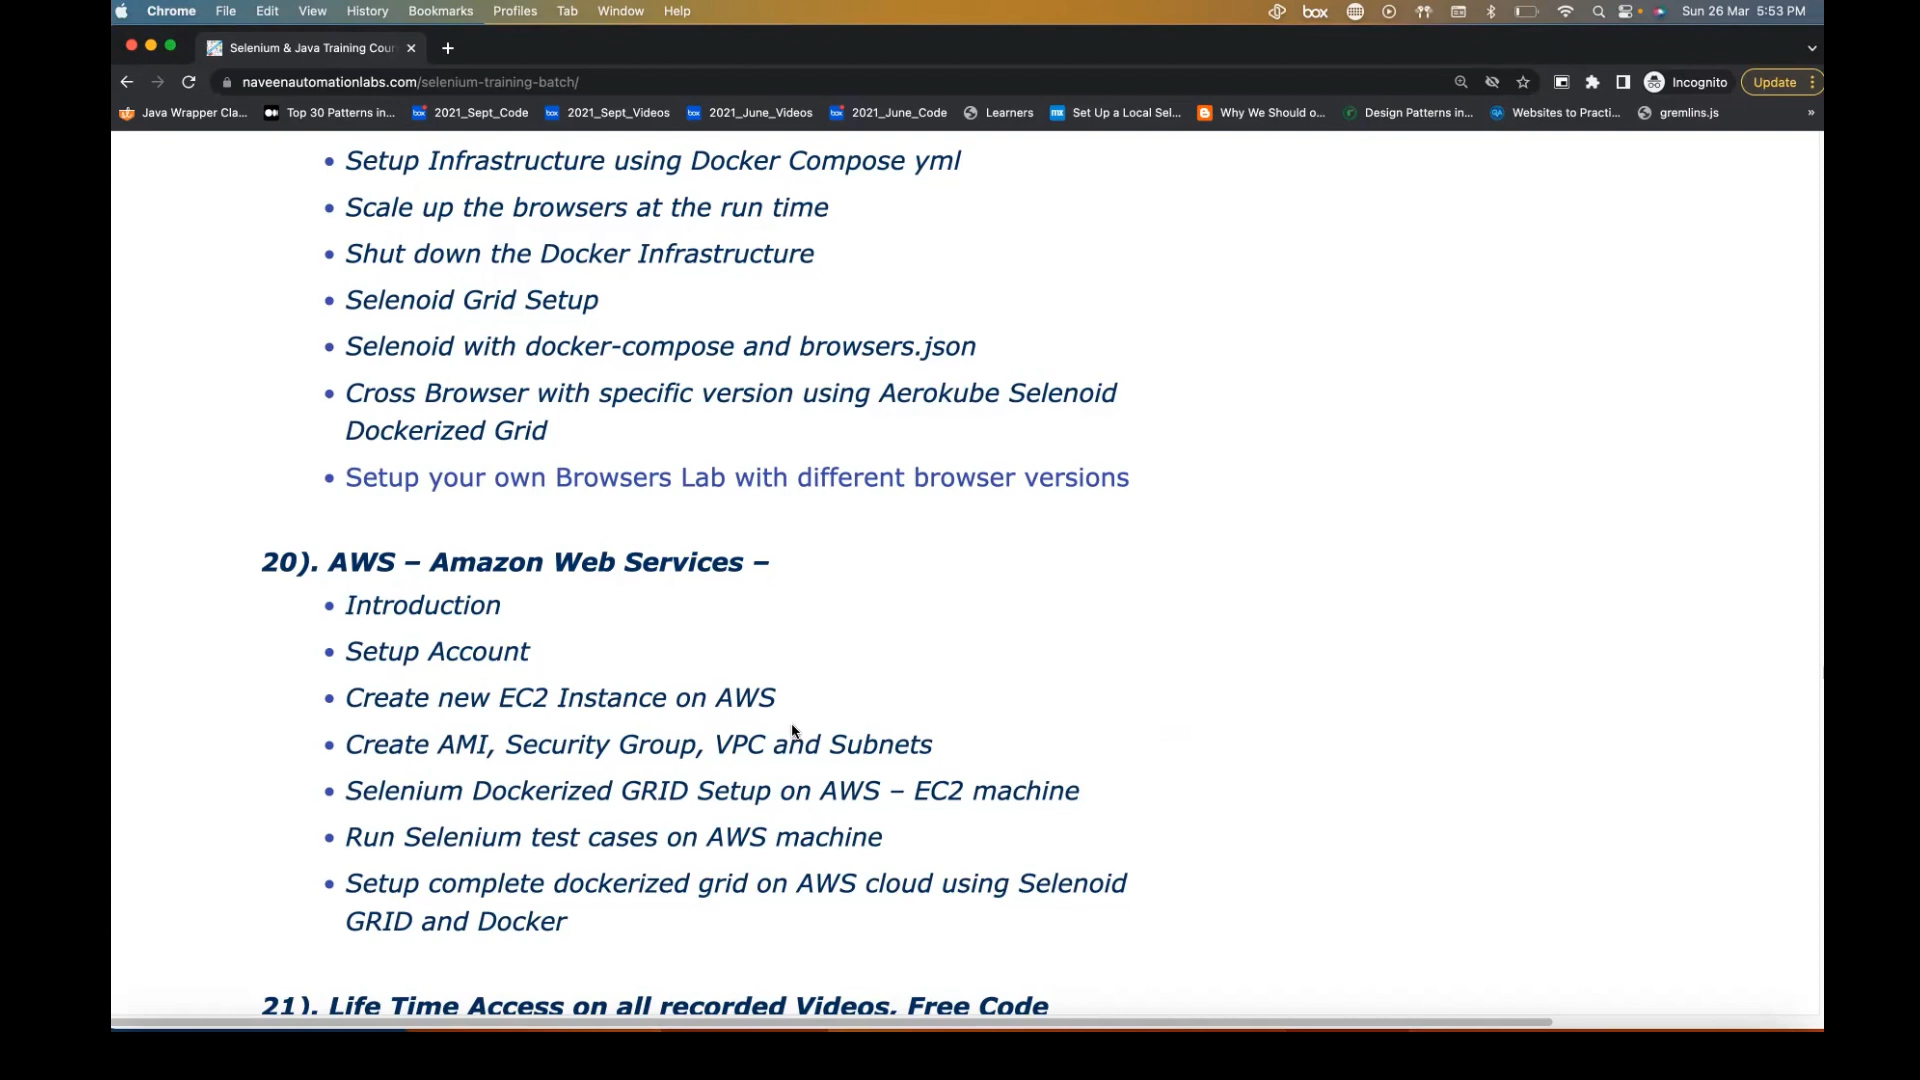 Chrome File Edit View History Bookmarks Profiles Tab Window Help box Sun 26 Mar 5:53 PM
Selenium & Java Training Cour
naveenautomationlabs.com/selenium-training-batch/ Incognito Update
Java Wrapper Cla... Top 30 Patterns in... box 2021_Sept_Code box 2021_Sept_Videos box 2021_June_Videos box 2021_June_Code Learners mx Set Up a Local Sel... Why We Should o... Design Patterns in... Websites to Practi... gremlins.js »
• Setup Infrastructure using Docker Compose yml
• Scale up the browsers at the run time
• Shut down the Docker Infrastructure
• Selenoid Grid Setup
• Selenoid with docker-compose and browsers.json
• Cross Browser with specific version using Aerokube Selenoid
Dockerized Grid
• Setup your own Browsers Lab with different browser versions
20). AWS – Amazon Web Services –
• Introduction
• Setup Account
• Create new EC2 Instance on AWS
• Create AMI, Security Group, VPC and Subnets
• Selenium Dockerized GRID Setup on AWS – EC2 machine
• Run Selenium test cases on AWS machine
• Setup complete dockerized grid on AWS cloud using Selenoid
GRID and Docker
21). Life Time Access on all recorded Videos, Free Code